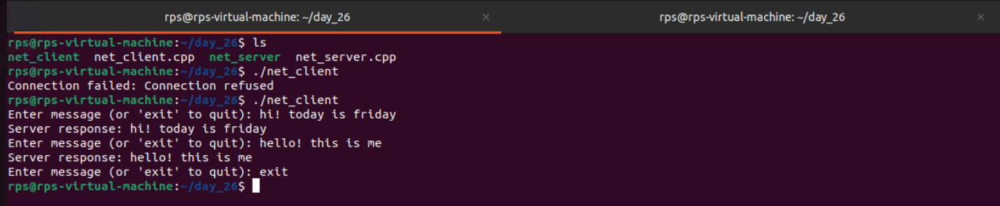 rps@rps-virtual-machine: ~/day_26 × rps@rps-virtual-machine: ~/day_26 ×
rps@rps-virtual-machine:~/day_26$ ls
net_client net_client.cpp net_server net_server.cpp
rps@rps-virtual-machine:~/day_26$ ./net_client
Connection failed: Connection refused
rps@rps-virtual-machine:~/day_26$ ./net_client
Enter message (or 'exit' to quit): hi! today is friday
Server response: hi! today is friday
Enter message (or 'exit' to quit): hello! this is me
Server response: hello! this is me
Enter message (or 'exit' to quit): exit
rps@rps-virtual-machine:~/day_26$